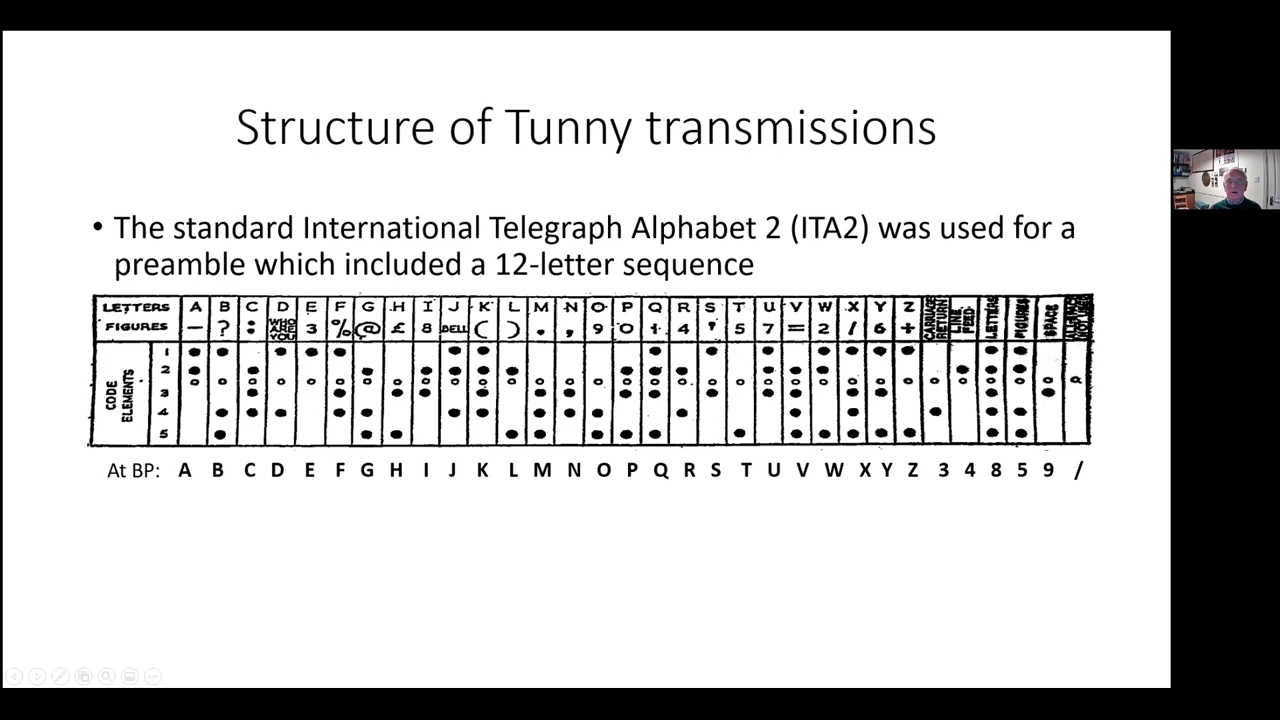 Structure of Tunny transmissions
• The standard International Telegraph Alphabet 2 (ITA2) was used for a
preamble which included a 12-letter sequence
LETTERS A B C D E F G H I J K L M N O P Q R S T U V W X Y Z CARRIAGE RETURN LINE FEED LETTERS FIGURES SPACE
FIGURES — ? : WHO ARE YOU 3 % @ £ 8 BELL ( ) . , 9 0 1 4 ' 5 7 = 2 / 6 +
CODE ELEMENTS
1
2
3
4
5
At BP: A B C D E F G H I J K L M N O P Q R S T U V W X Y Z 3 4 8 5 9 /